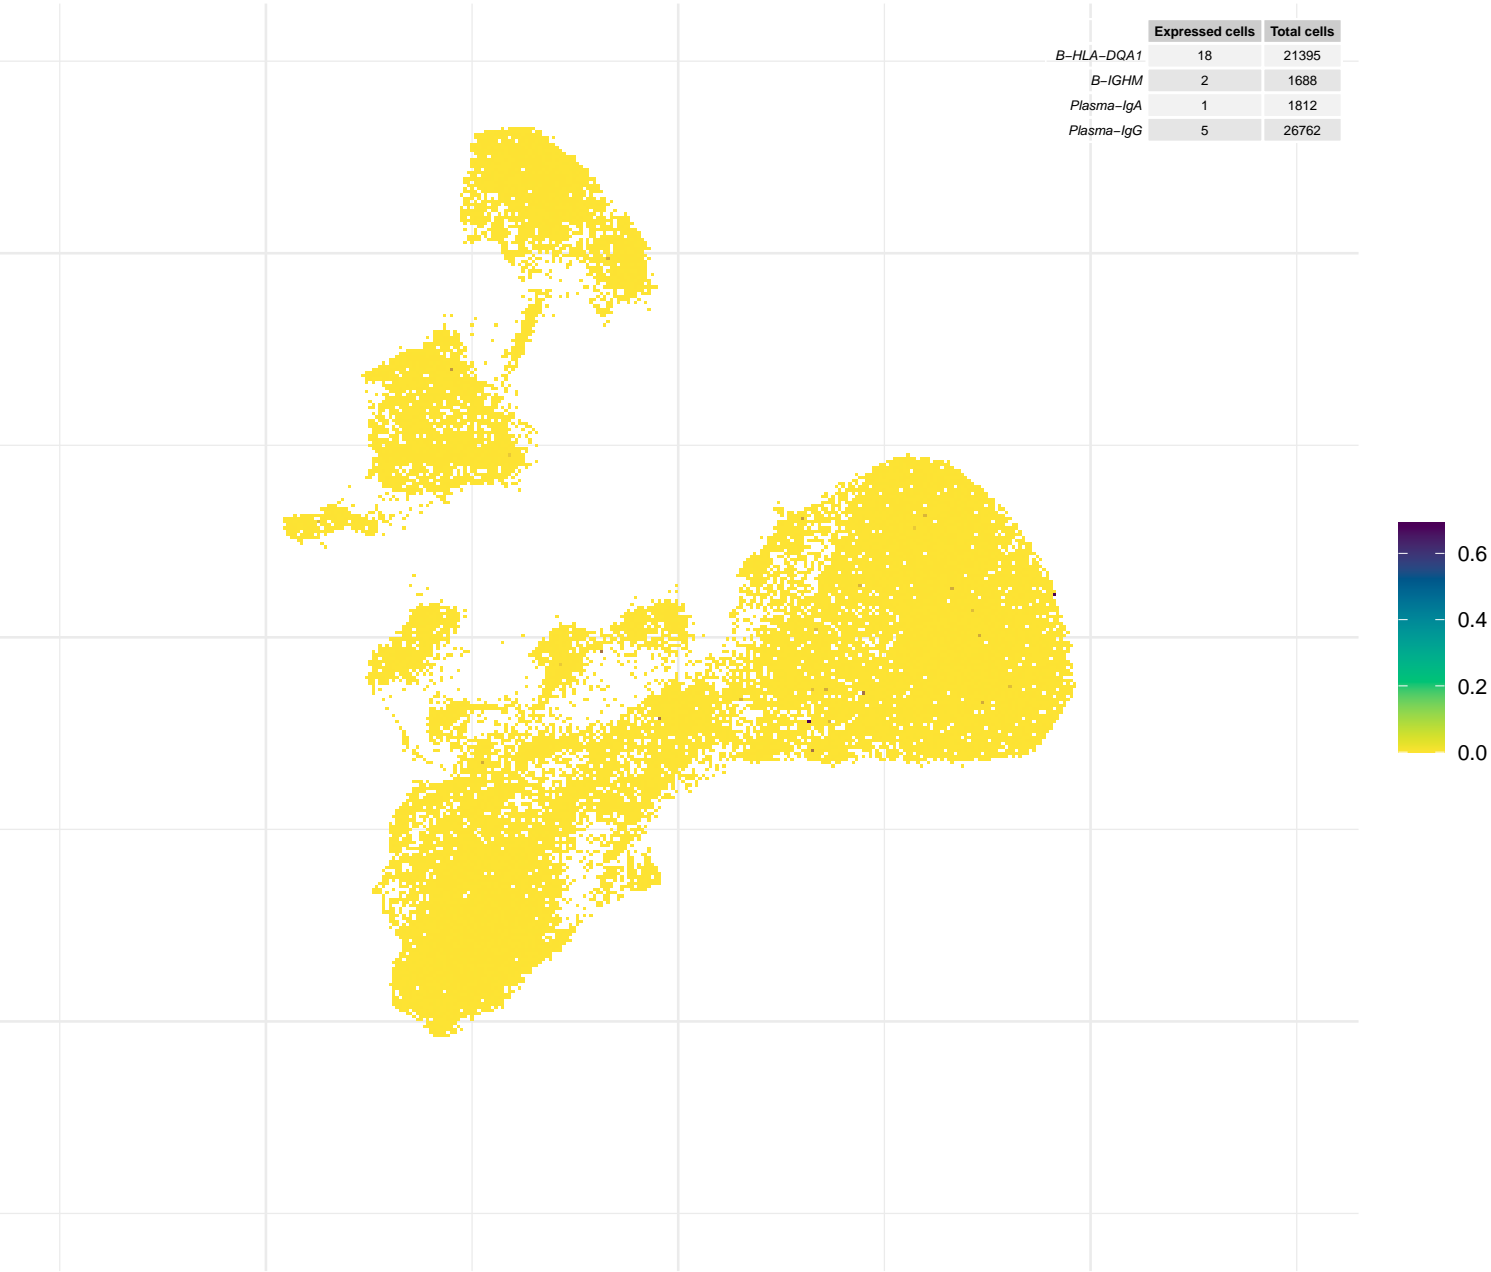 Expressed cells Total cells
B−HLA−DQA1 18 21395
B−IGHM 2 1688
Plasma−IgA 1 1812
Plasma−IgG 5 26762
0.6
0.4
0.2
0.0